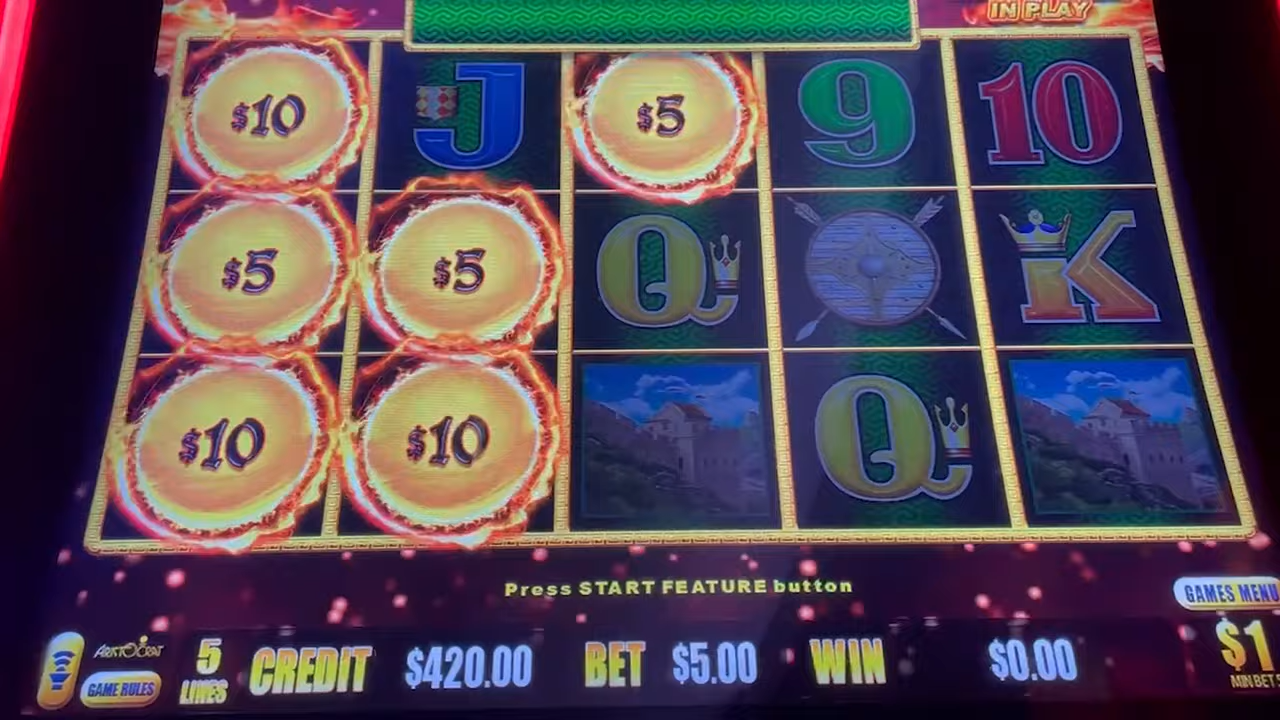 IN PLAY
$10 J $5 9 10
$5 $5 Q K
$10 $10 Q
Press START FEATURE button
GAMES MENU
ARISTOCRAT
GAME RULES
5
LINES
CREDIT $420.00 BET $5.00 WIN $0.00
$1
MIN BET